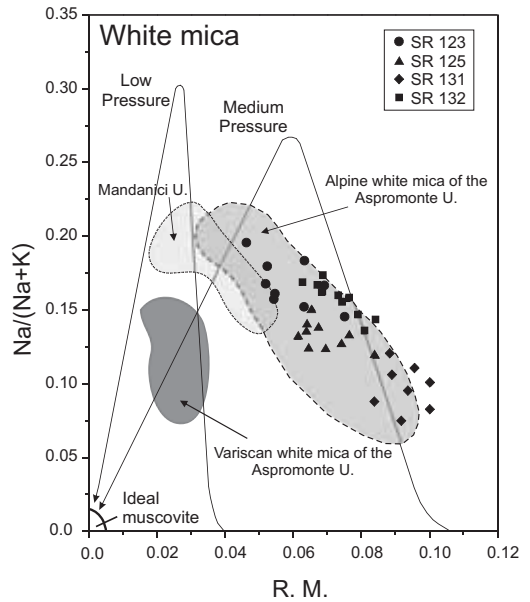 White mica
SR 123
SR 125
SR 131
SR 132
Low
Pressure
Medium
Pressure
Mandanici U.
Alpine white mica of the
Aspromonte U.
Variscan white mica of the
Aspromonte U.
Ideal
muscovite
Na/(Na+K)
0.35
0.30
0.25
0.20
0.15
0.10
0.05
0.0
0.0
0.02
0.04
0.06
0.08
0.10
0.12
R. M.